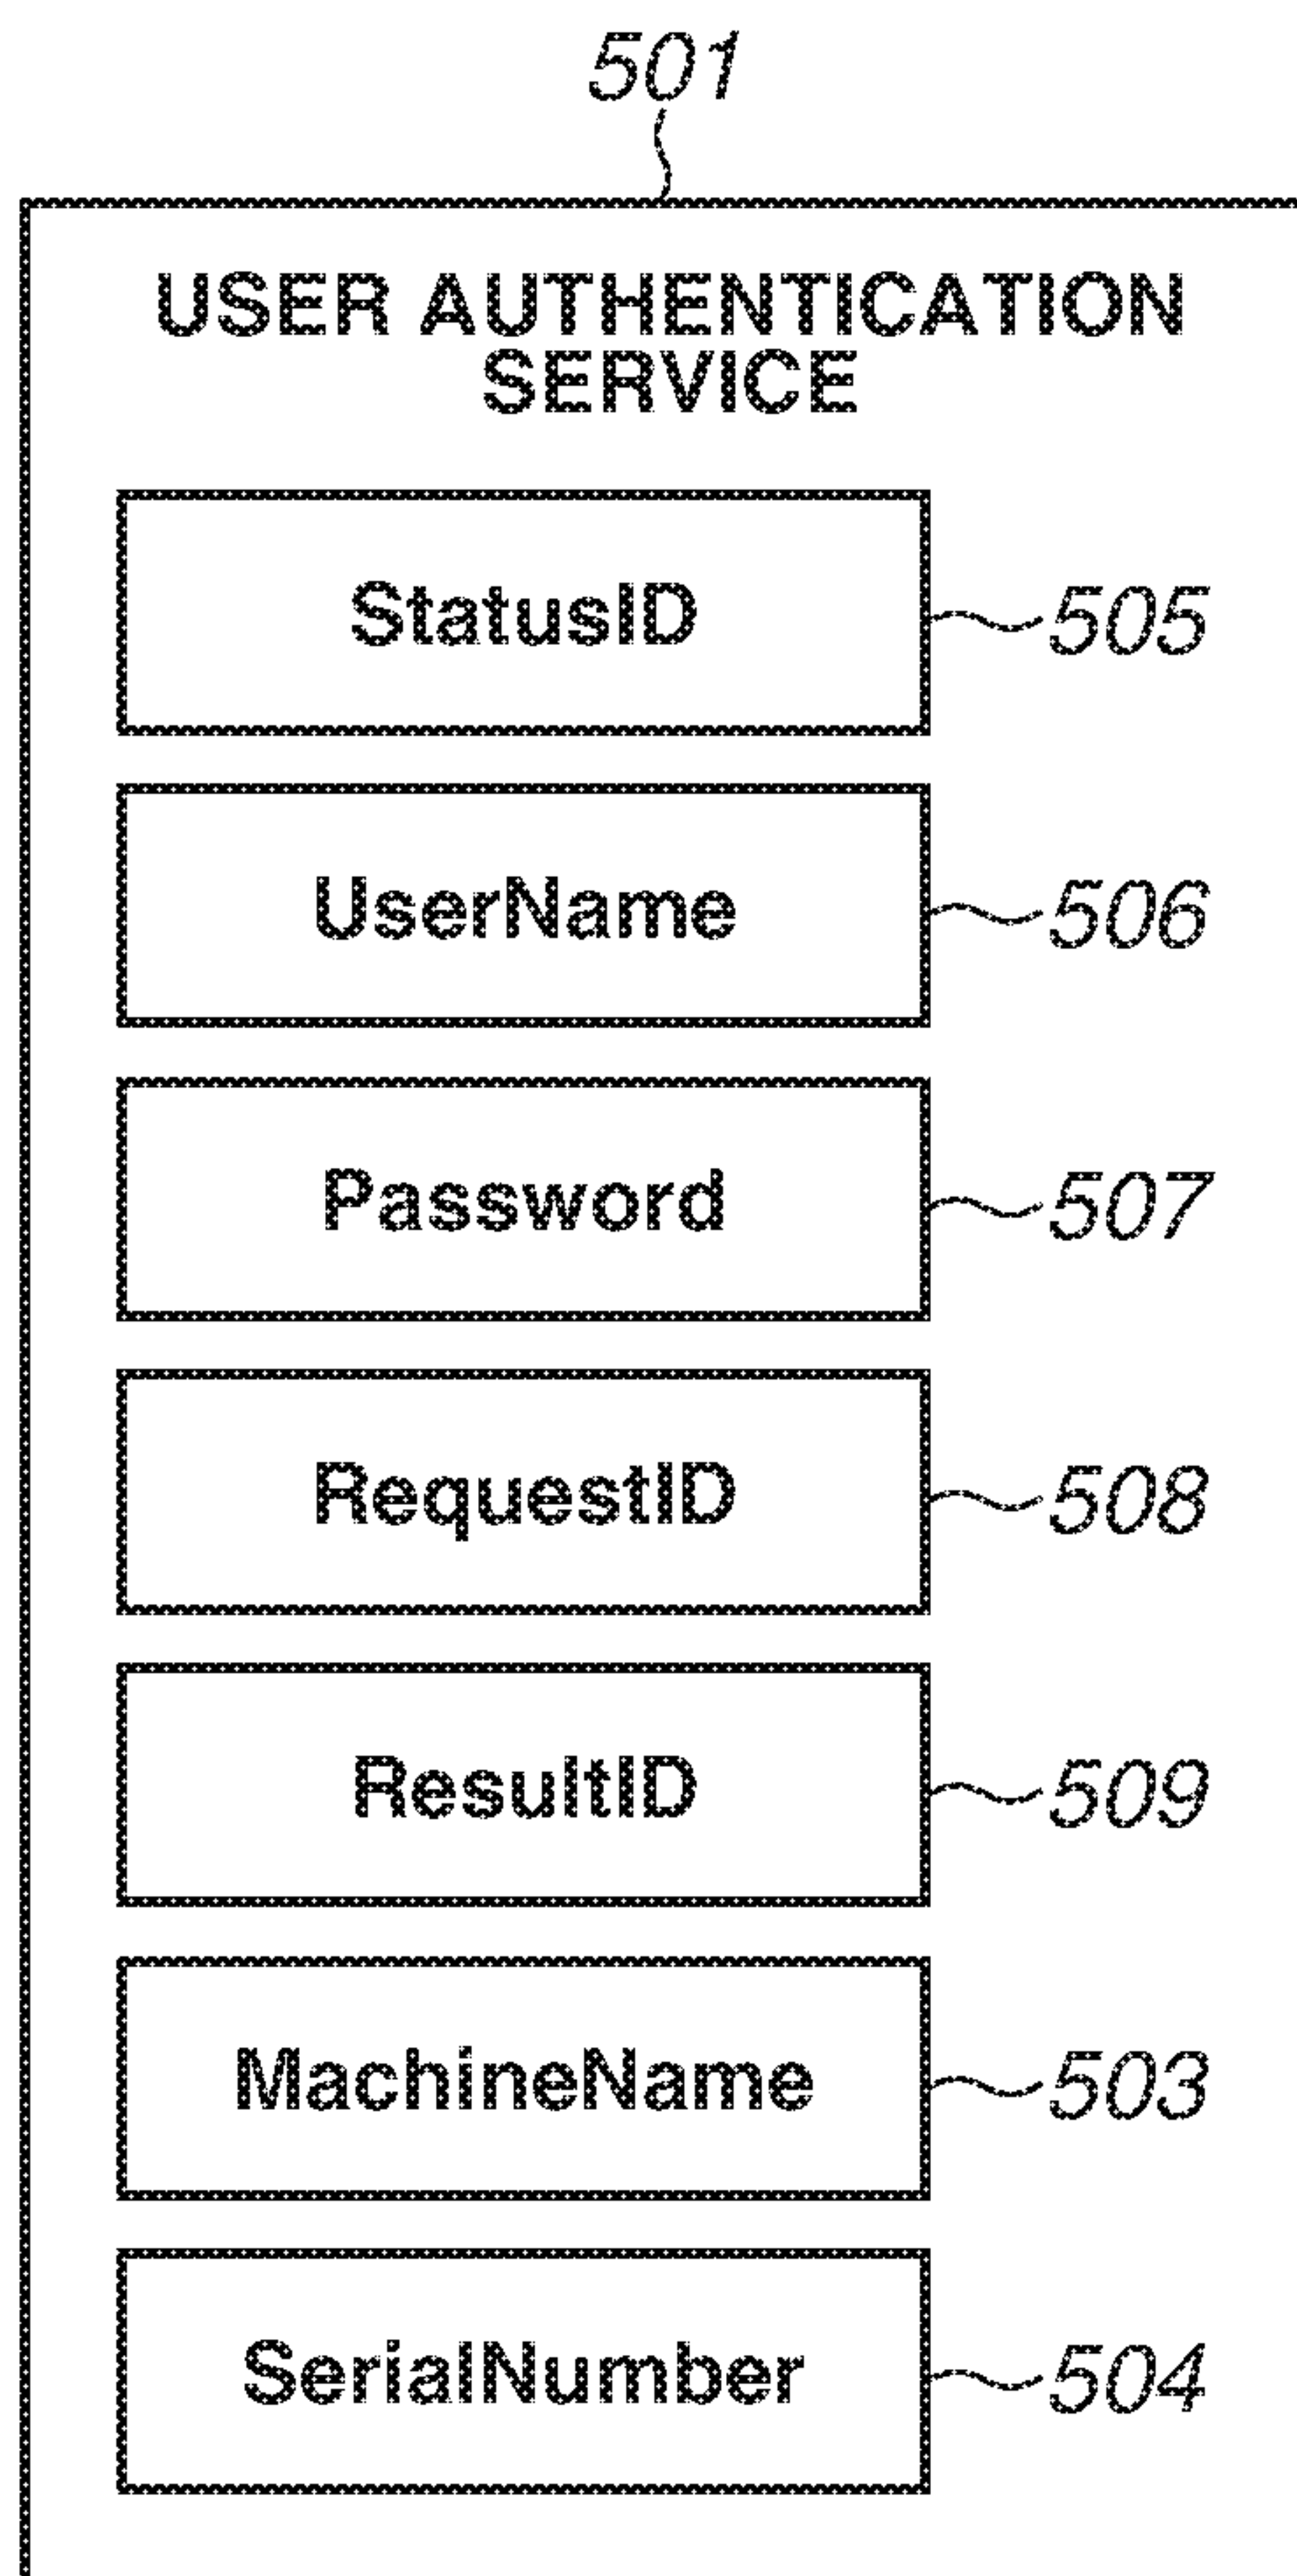 501
USER AUTHENTICATION
SERVICE
StatusID
505
UserName
506
Password
507
RequestID
508
ResultID
509
MachineName
503
SerialNumber
504